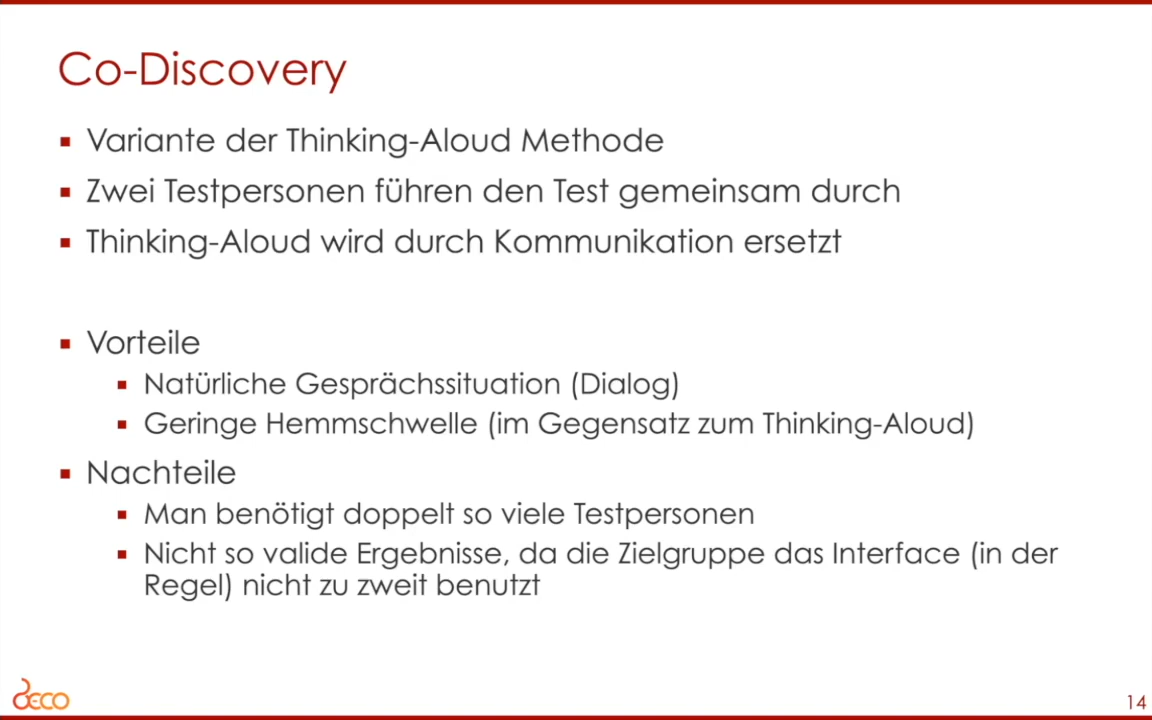 Co-Discovery
▪ Variante der Thinking-Aloud Methode
▪ Zwei Testpersonen führen den Test gemeinsam durch
▪ Thinking-Aloud wird durch Kommunikation ersetzt
▪ Vorteile
▪ Natürliche Gesprächssituation (Dialog)
▪ Geringe Hemmschwelle (im Gegensatz zum Thinking-Aloud)
▪ Nachteile
▪ Man benötigt doppelt so viele Testpersonen
▪ Nicht so valide Ergebnisse, da die Zielgruppe das Interface (in der
Regel) nicht zu zweit benutzt
DECO
14